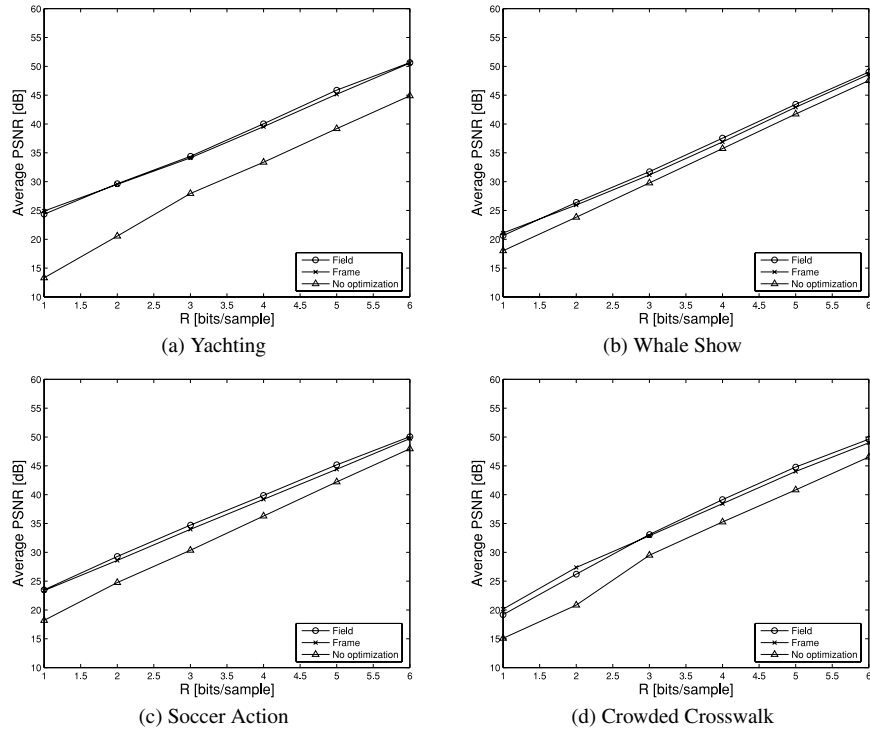 60
55
50
45
40
35
30
25
20
15
10
Average PSNR [dB]
1 1.5 2 2.5 3 3.5 4 4.5 5 5.5 6
R [bits/sample]
Field
Frame
No optimization
(a) Yachting
60
55
50
45
40
35
30
25
20
15
10
Average PSNR [dB]
1 1.5 2 2.5 3 3.5 4 4.5 5 5.5 6
R [bits/sample]
Field
Frame
No optimization
(b) Whale Show
60
55
50
45
40
35
30
25
20
15
10
Average PSNR [dB]
1 1.5 2 2.5 3 3.5 4 4.5 5 5.5 6
R [bits/sample]
Field
Frame
No optimization
(c) Soccer Action
60
55
50
45
40
35
30
25
20
15
10
Average PSNR [dB]
1 1.5 2 2.5 3 3.5 4 4.5 5 5.5 6
R [bits/sample]
Field
Frame
No optimization
(d) Crowded Crosswalk